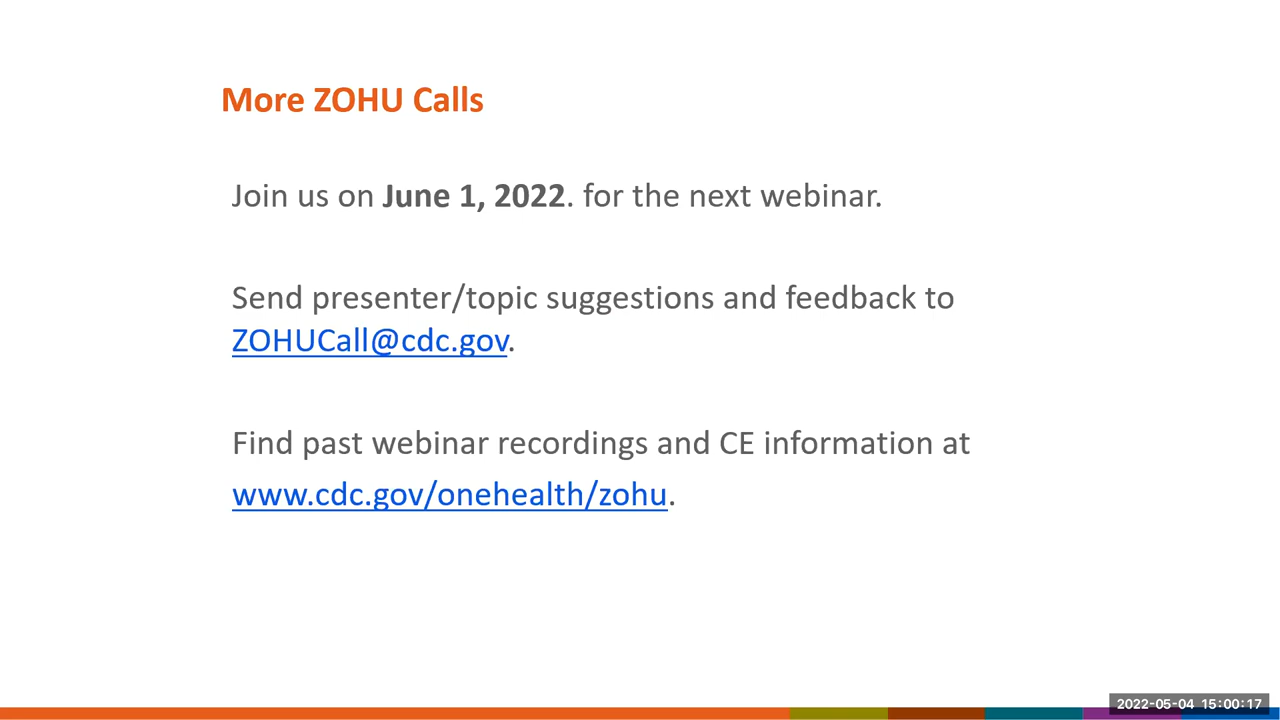 More ZOHU Calls
Join us on June 1, 2022. for the next webinar.
Send presenter/topic suggestions and feedback to
ZOHUCall@cdc.gov.
Find past webinar recordings and CE information at
www.cdc.gov/onehealth/zohu.
2022-05-04 15:00:17